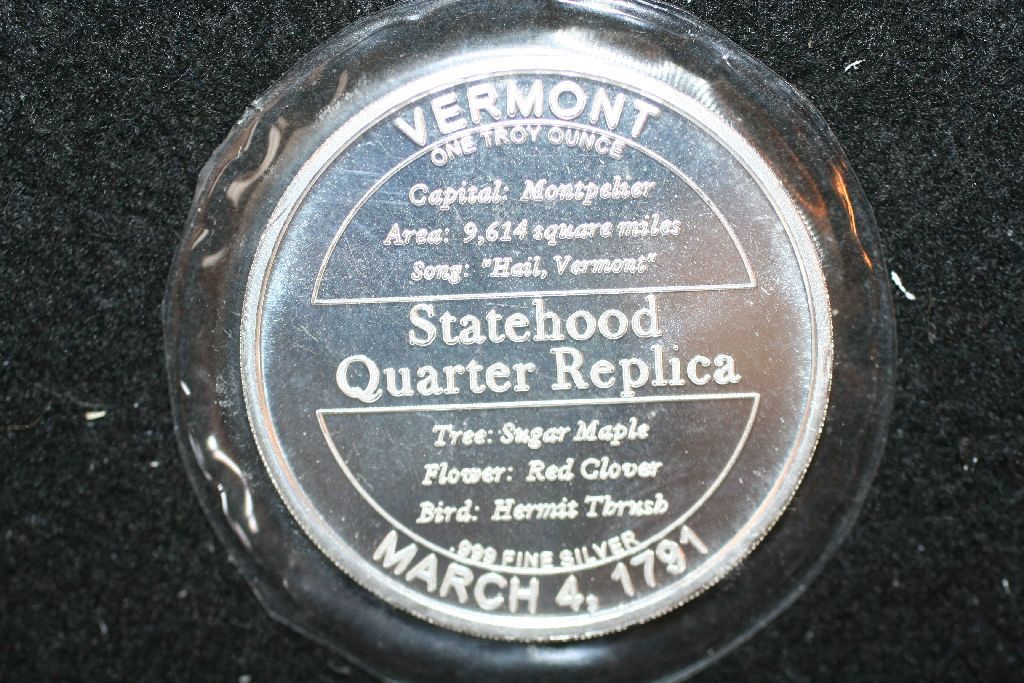 VERMONT
ONE TROY OUNCE
Capital: Montpelier
Area: 9,614 square miles
Song: "Hail, Vermont"
Statehood
Quarter Replica
Tree: Sugar Maple
Flower: Red Clover
Bird: Hermit Thrush
.999 FINE SILVER
MARCH 4, 1791